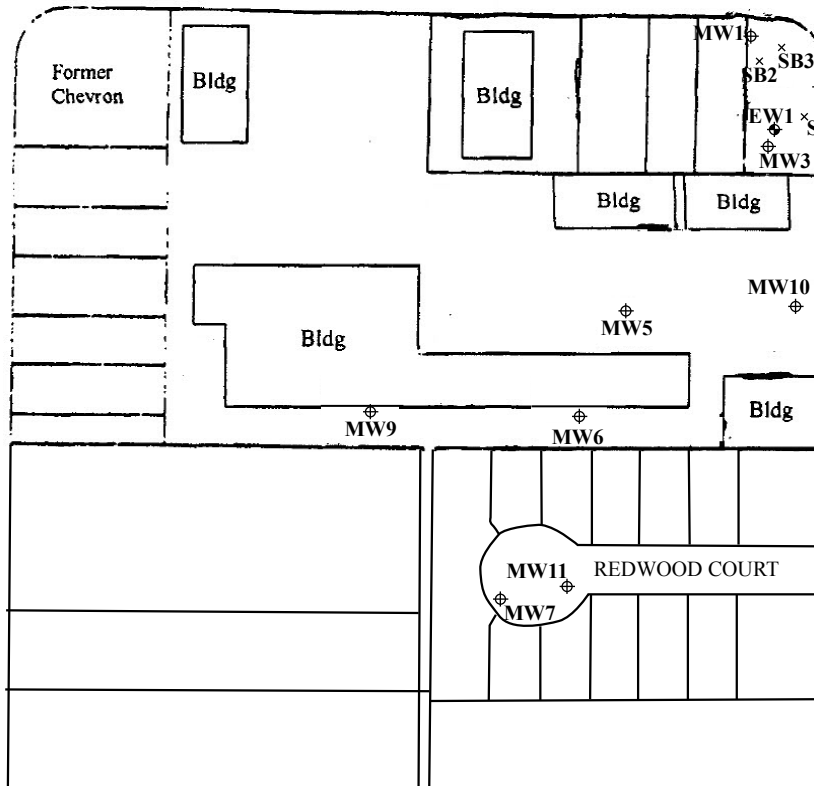 MW1
Former
Chevron
Bldg
Bldg
SB3
SB2
EW1
S
MW3
Bldg
Bldg
MW10
MW5
Bldg
Bldg
MW9
MW6
MW11
REDWOOD COURT
MW7